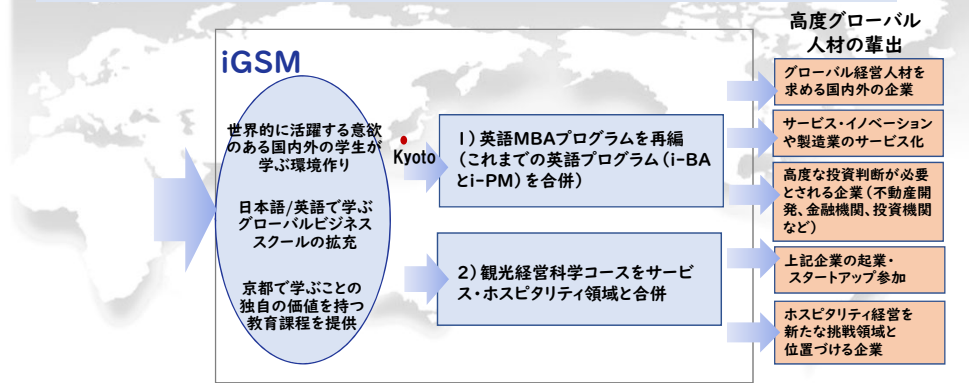 高度グローバル
人材の輩出
iGSM
世界的に活躍する意欲
のある国内外の学生が
学ぶ環境作り
日本語/英語で学ぶ
グローバルビジネス
スクールの拡充
京都で学ぶことの
独自の価値を持つ
教育課程を提供
Kyoto
1)英語MBAプログラムを再編
(これまでの英語プログラム(i-BA
とi-PM)を合併)
2)観光経営科学コースをサービ
ス・ホスピタリティ領域と合併
グローバル経営人材を
求める国内外の企業
サービス・イノベーション
や製造業のサービス化
高度な投資判断が必要
とされる企業(不動産開
発、金融機関、投資機関
など)
上記企業の起業・
スタートアップ参加
ホスピタリティ経営を
新たな挑戦領域と
位置づける企業